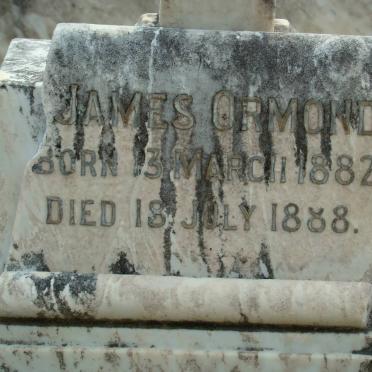 JAMES ORMOND
BORN 13 MARCH 1882
DIED 18 JULY 1888.